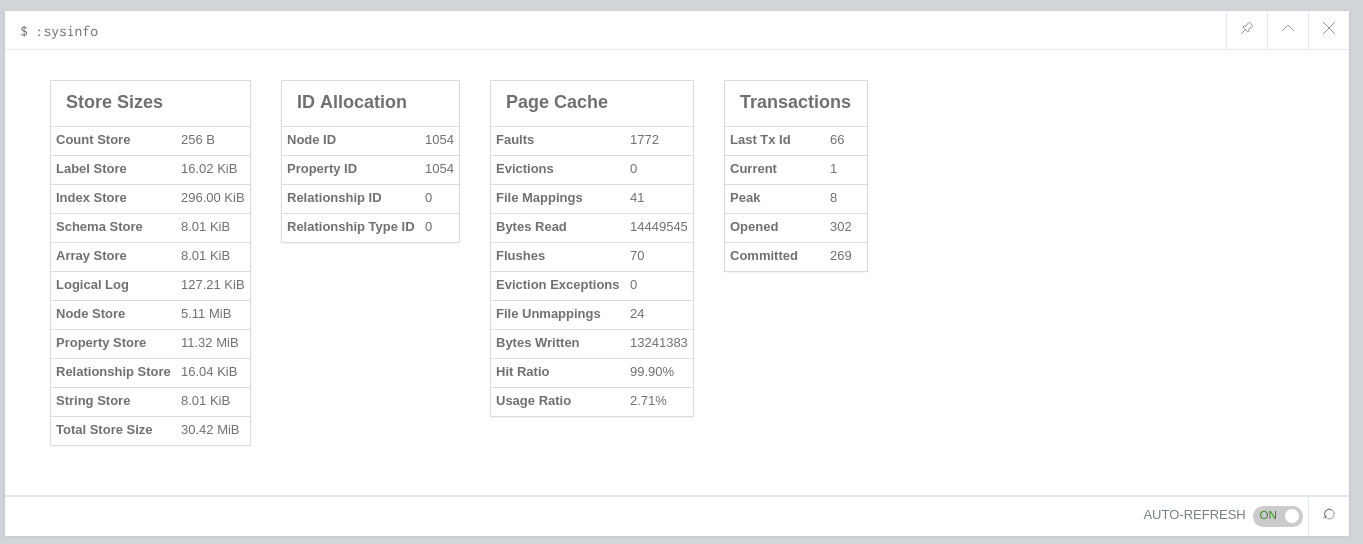 $ :sysinfo
Store Sizes
Count Store 256 B
Label Store 16.02 KiB
Index Store 296.00 KiB
Schema Store 8.01 KiB
Array Store 8.01 KiB
Logical Log 127.21 KiB
Node Store 5.11 MiB
Property Store 11.32 MiB
Relationship Store 16.04 KiB
String Store 8.01 KiB
Total Store Size 30.42 MiB
ID Allocation
Node ID 1054
Property ID 1054
Relationship ID 0
Relationship Type ID 0
Page Cache
Faults 1772
Evictions 0
File Mappings 41
Bytes Read 14449545
Flushes 70
Eviction Exceptions 0
File Unmappings 24
Bytes Written 13241383
Hit Ratio 99.90%
Usage Ratio 2.71%
Transactions
Last Tx Id 66
Current 1
Peak 8
Opened 302
Committed 269
AUTO-REFRESH ON